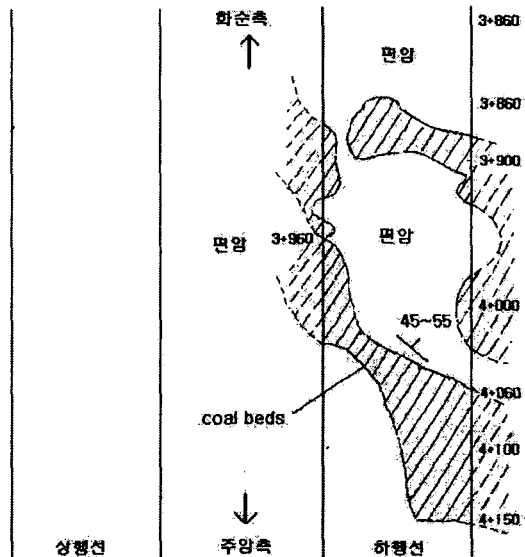 화순측
3+860
편암
3+860
3+900
편암
3+960
편암
4+000
45~55
4+060
coal beds
4+100
4+150
상행선
주암측
하행선